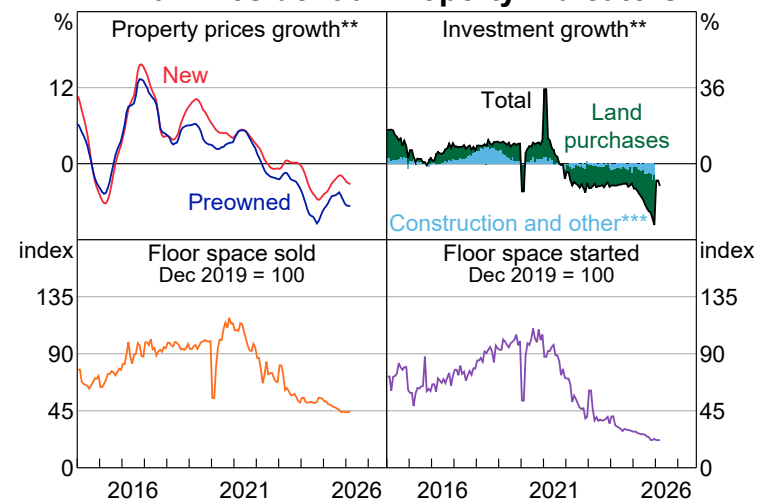 Property prices growth**
Investment growth**
%
%
12
0
36
0
New
Preowned
Total
Land
purchases
Construction and other***
index
index
Floor space sold
Dec 2019 = 100
Floor space started
Dec 2019 = 100
135
90
45
0
135
90
45
0
2016
2021
2026
2016
2021
2026